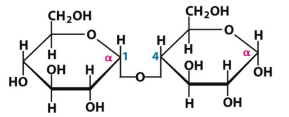 CH₂OH CH₂OH
H O H H O H
H H
α 1 4 α
HO OH H OH H OH
O
H OH H OH